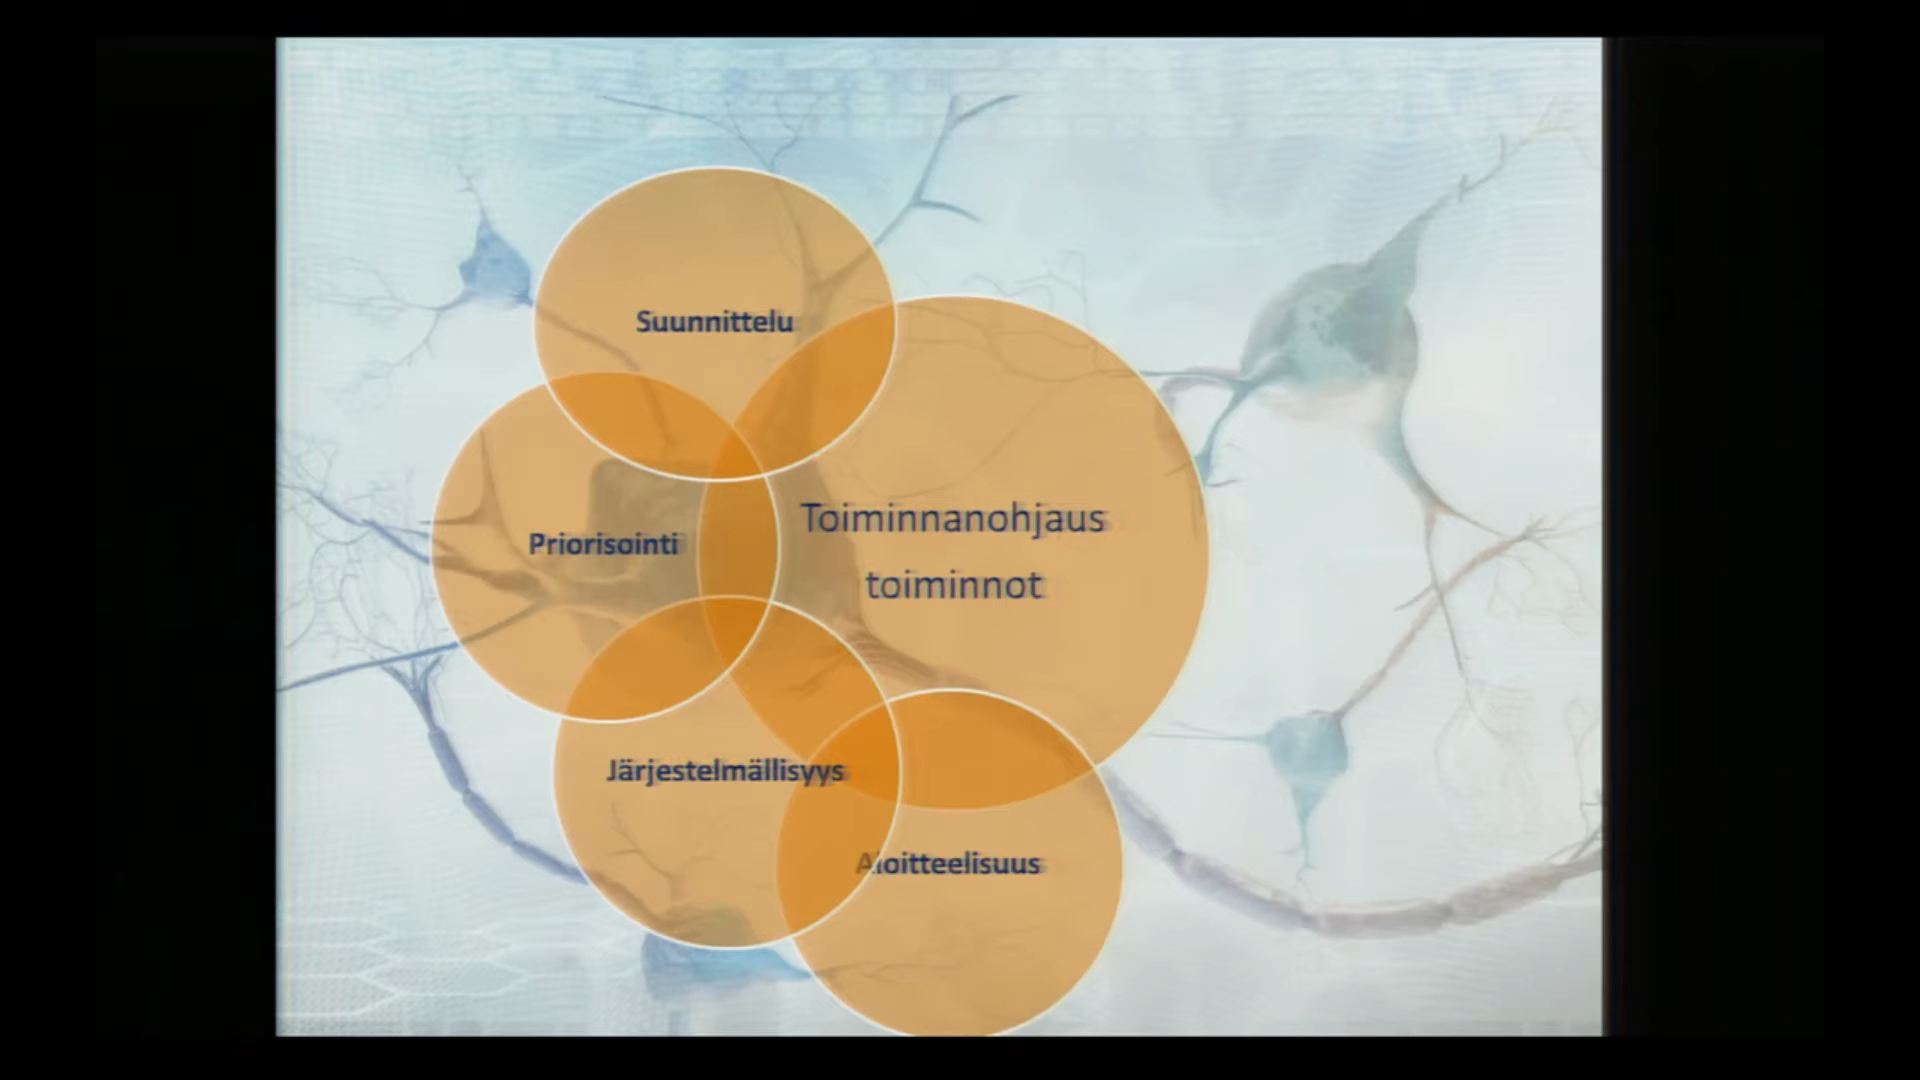 Suunnittelu
Toiminnanohjaus
toiminnot
Priorisointi
Järjestelmällisyys
Aloitteelisuus